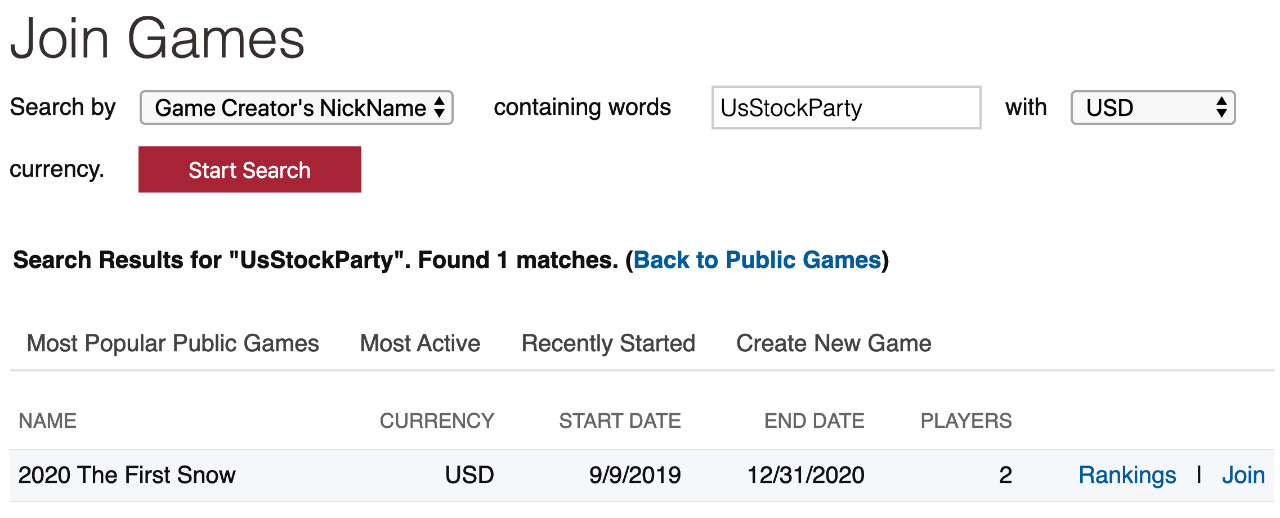 Join Games
Search by Game Creator's NickName containing words UsStockParty with USD
currency. Start Search
Search Results for "UsStockParty". Found 1 matches. (Back to Public Games)
Most Popular Public Games Most Active Recently Started Create New Game
NAME CURRENCY START DATE END DATE PLAYERS
2020 The First Snow USD 9/9/2019 12/31/2020 2 Rankings | Join